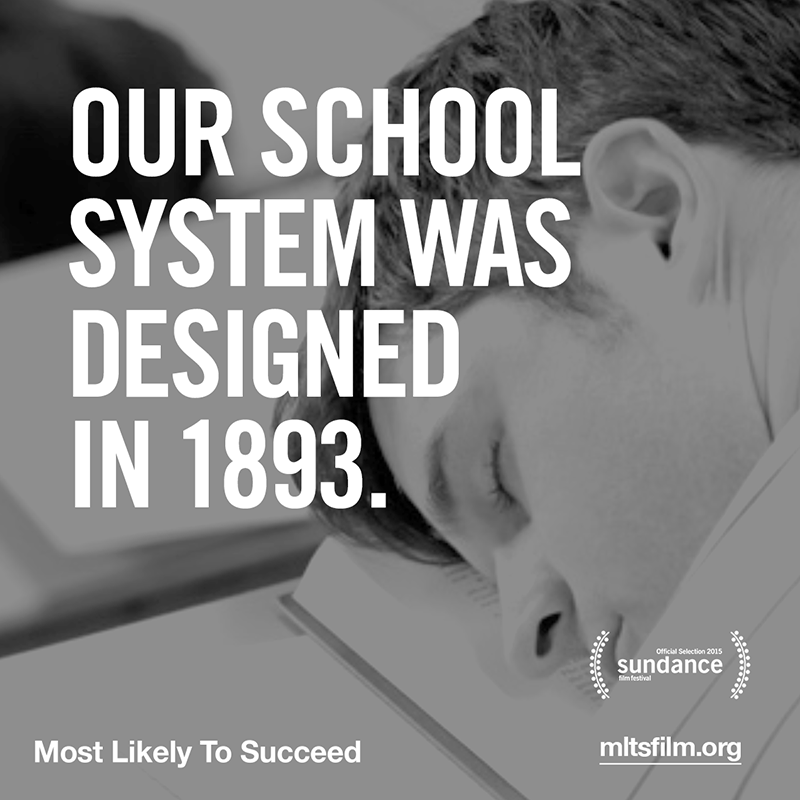 OUR SCHOOL
SYSTEM WAS
DESIGNED
IN 1893.
Official Selection 2015
sundance
film festival
Most Likely To Succeed
mltsfilm.org